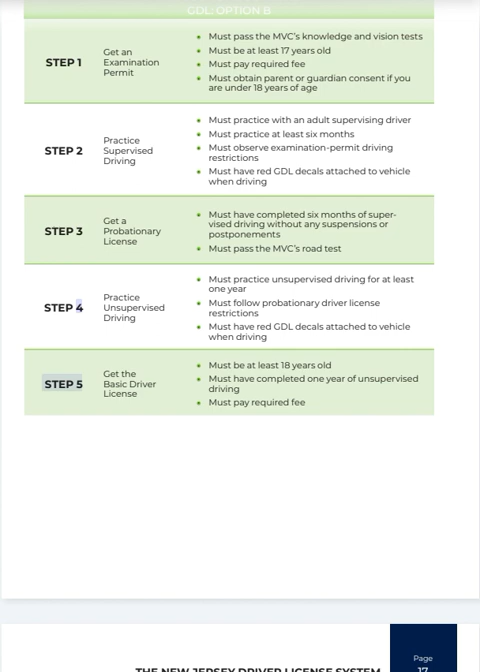 GDL: OPTION B
STEP 1
Get an
Examination
Permit
Must pass the MVC's knowledge and vision tests
Must be at least 17 years old
Must pay required fee
Must obtain parent or guardian consent if you
are under 18 years of age
STEP 2
Practice
Supervised
Driving
Must practice with an adult supervising driver
Must practice at least six months
Must observe examination-permit driving
restrictions
Must have red GDL decals attached to vehicle
when driving
STEP 3
Get a
Probationary
License
Must have completed six months of super-
vised driving without any suspensions or
postponements
Must pass the MVC's road test
STEP 4
Practice
Unsupervised
Driving
Must practice unsupervised driving for at least
one year
Must follow probationary driver license
restrictions
Must have red GDL decals attached to vehicle
when driving
STEP 5
Get the
Basic Driver
License
Must be at least 18 years old
Must have completed one year of unsupervised
driving
Must pay required fee
Page
17
THE NEW JERSEY DRIVER LICENSE SYSTEM